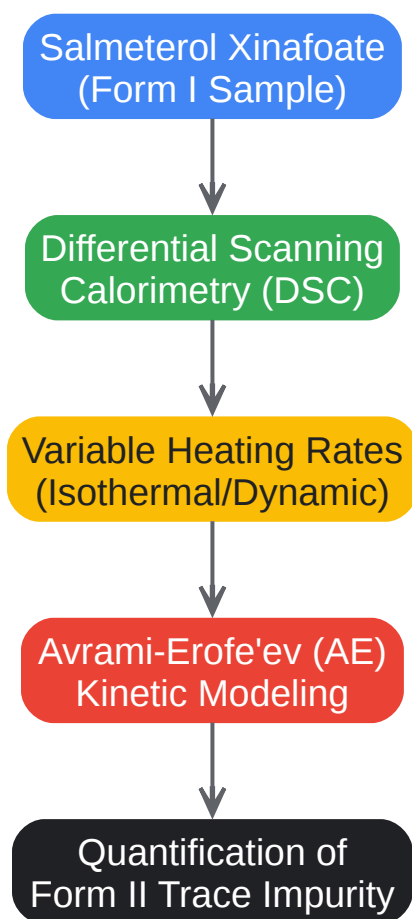 Salmeterol Xinafoate
(Form I Sample)
Differential Scanning
Calorimetry (DSC)
Variable Heating Rates
(Isothermal/Dynamic)
Avrami-Erofe'ev (AE)
Kinetic Modeling
Quantification of
Form II Trace Impurity